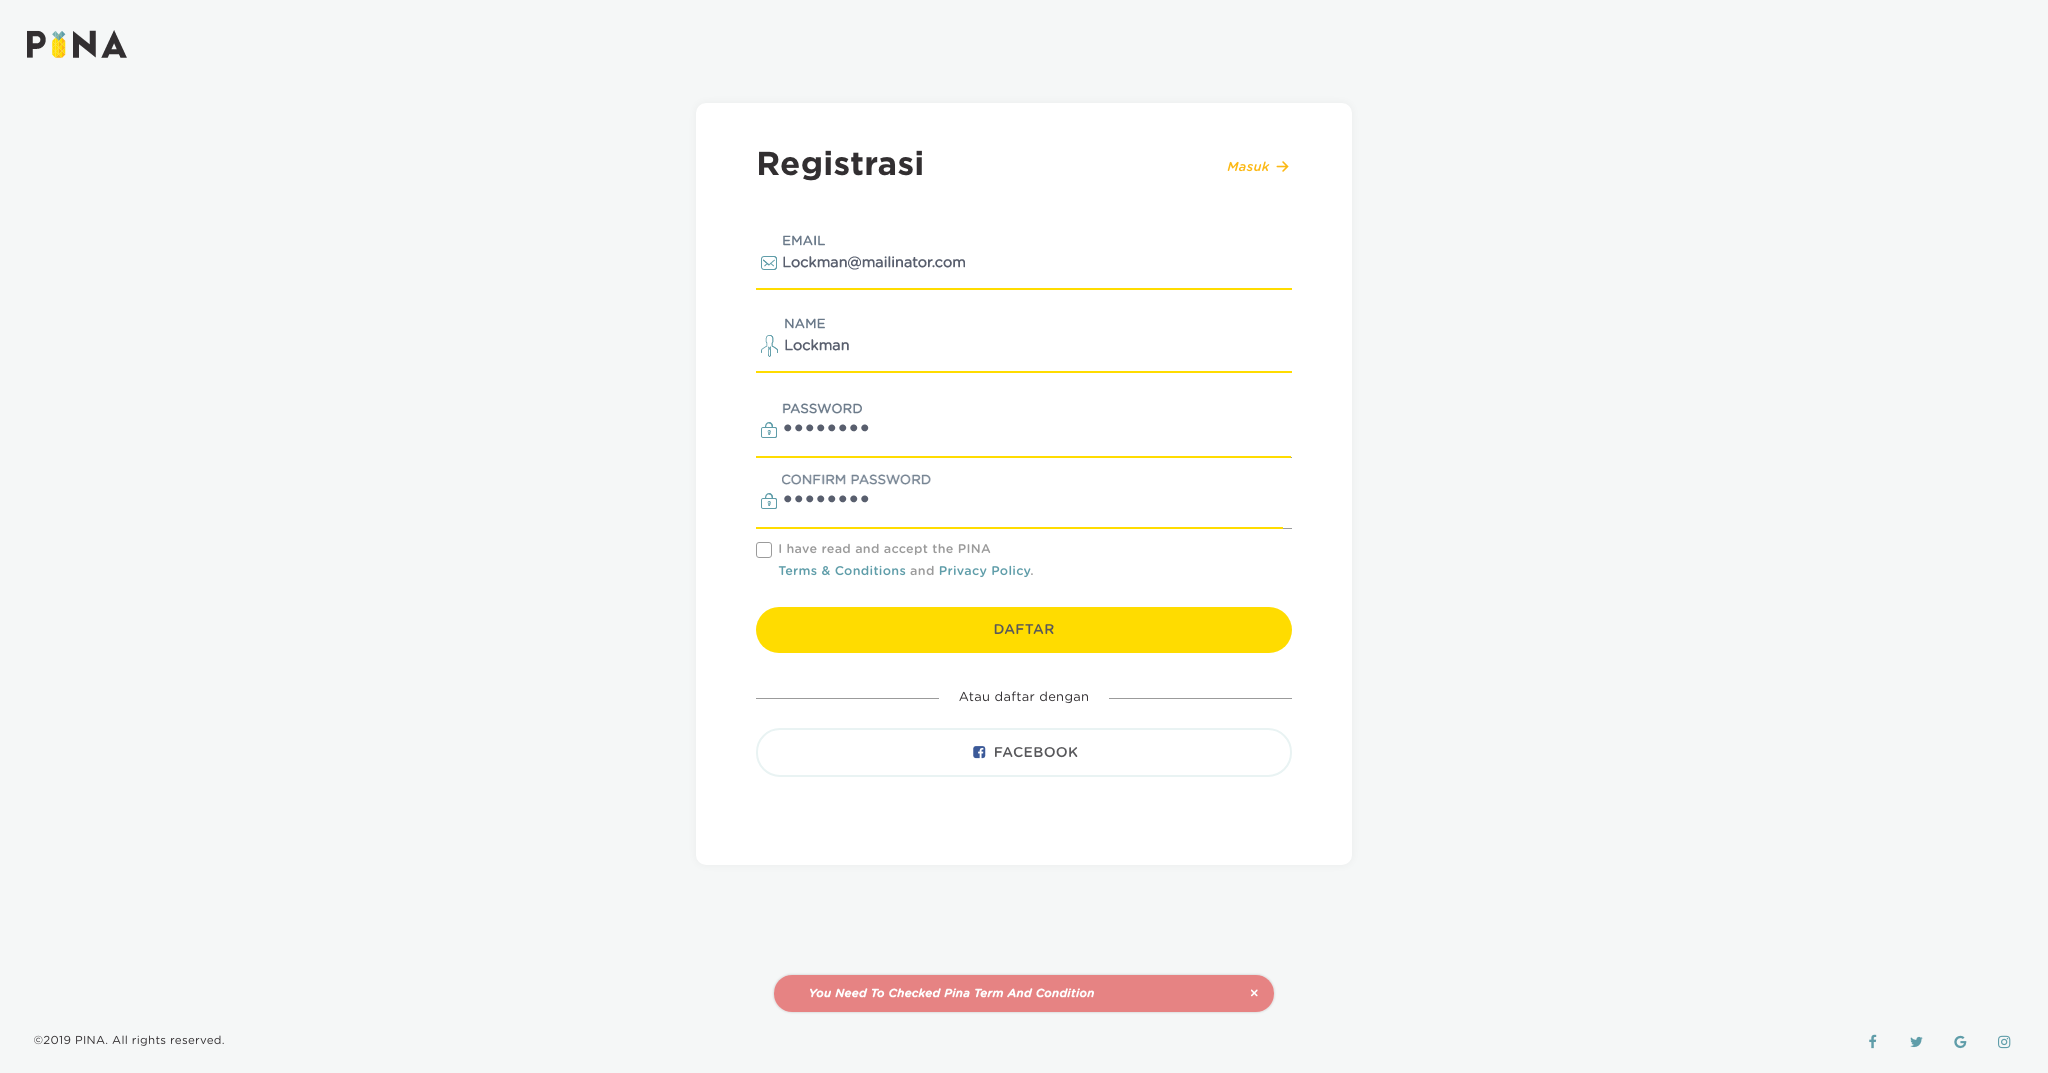 PINA
Registrasi
Masuk →
EMAIL
Lockman@mailinator.com
NAME
Lockman
PASSWORD
••••••••
CONFIRM PASSWORD
••••••••
I have read and accept the PINA
Terms & Conditions and Privacy Policy.
DAFTAR
Atau daftar dengan
FACEBOOK
You Need To Checked Pina Term And Condition ×
©2019 PINA. All rights reserved.